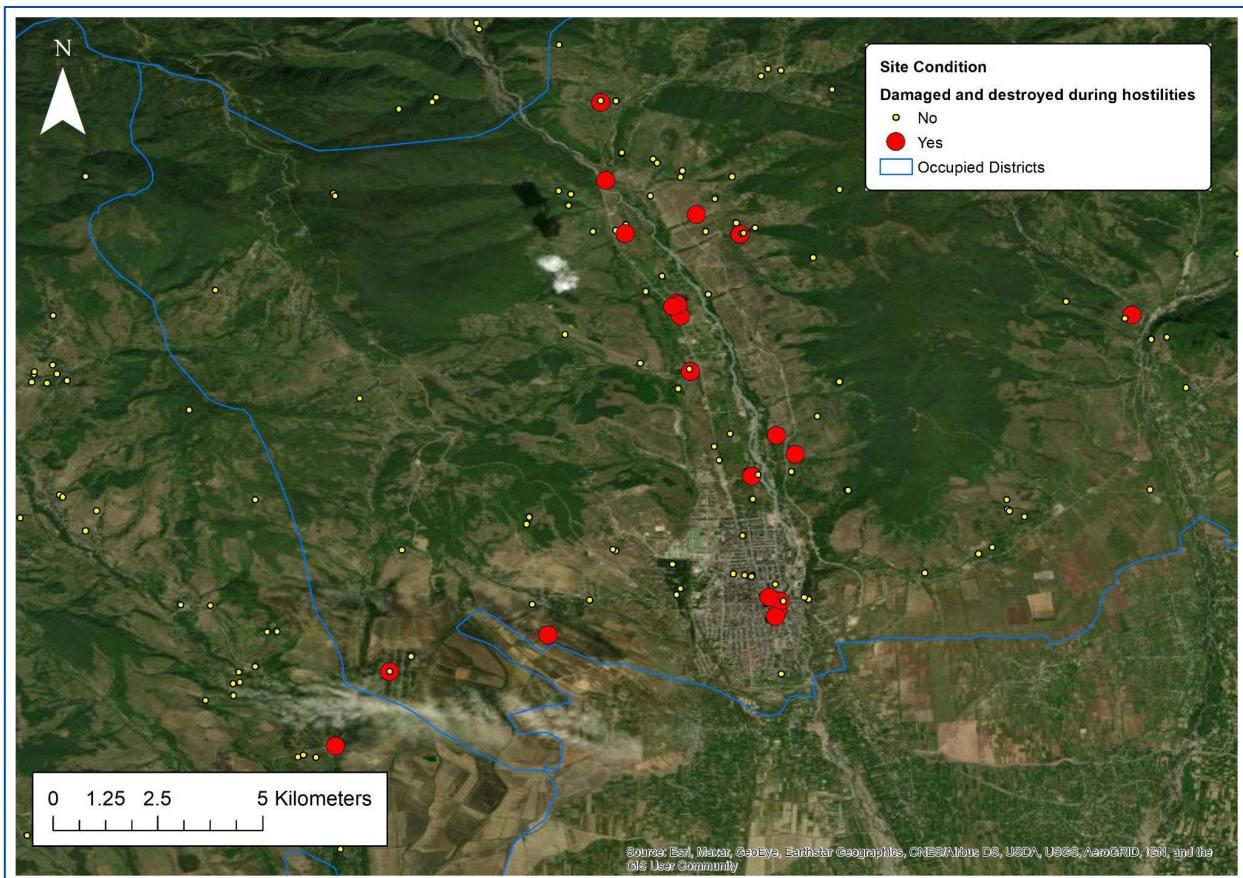 N
Site Condition
Damaged and destroyed during hostilities
No
Yes
Occupied Districts
0 1.25 2.5 5 Kilometers
Source: Esri, Maxar, GeoEye, Earthstar Geographics, CNES/Airbus DS, USDA, USGS, AeroGRID, IGN, and the
GIS User Community